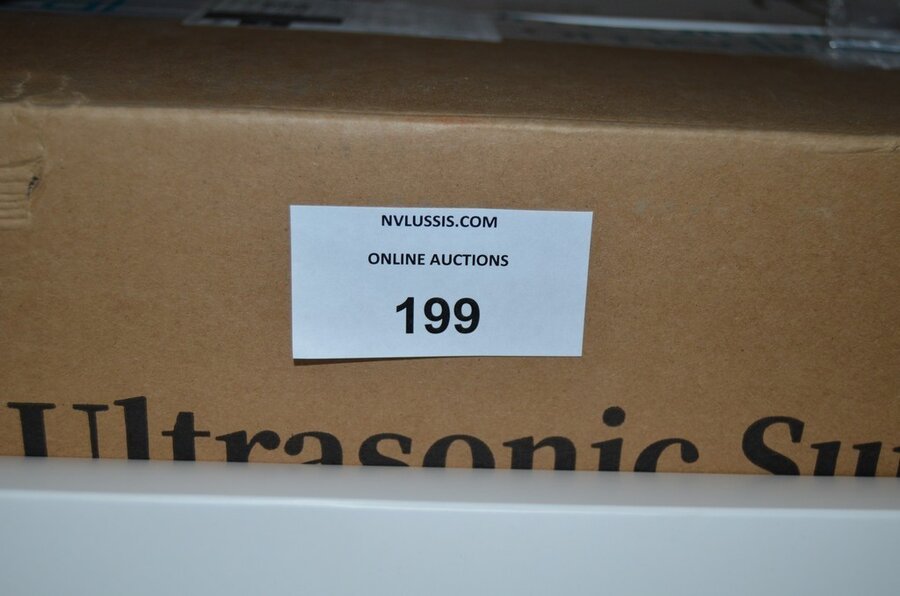 NVLUSSIS.COM
ONLINE AUCTIONS
199
Ultrasonic